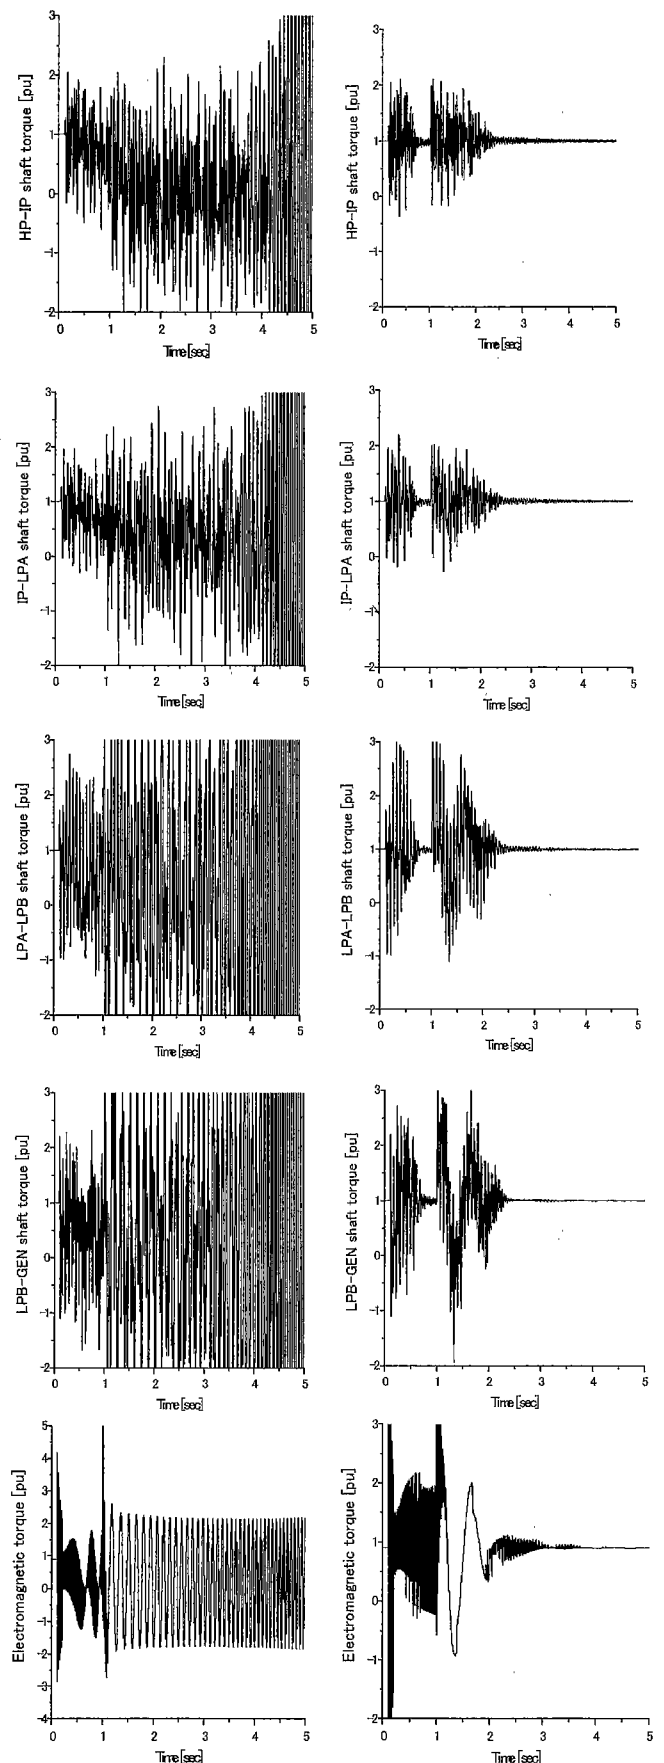 3
2
1
0
-1
-2
HP-IP shaft torque [pu]
0 1 2 3 4 5
Time[sec]
3
2
1
0
-1
-2
HP-IP shaft torque [pu]
0 1 2 3 4 5
Time[sec]
3
2
1
0
-1
-2
IP-LPA shaft torque [pu]
0 1 2 3 4 5
Time[sec]
3
2
1
0
-1
-2
IP-LPA shaft torque [pu]
0 1 2 3 4 5
Time[sec]
3
2
1
0
-1
-2
LPA-LPB shaft torque [pu]
0 1 2 3 4 5
Time[sec]
3
2
1
0
-1
-2
LPA-LPB shaft torque [pu]
0 1 2 3 4 5
Time[sec]
3
2
1
0
-1
-2
LPB-GEN shaft torque [pu]
0 1 2 3 4 5
Time[sec]
3
2
1
0
-1
-2
LPB-GEN shaft torque [pu]
0 1 2 3 4 5
Time[sec]
5
4
3
2
1
0
-1
-2
-3
-4
Electromagnetic torque [pu]
0 1 2 3 4 5
Time[sec]
3
2
1
0
-1
-2
Electromagnetic torque [pu]
0 1 2 3 4 5
Time[sec]